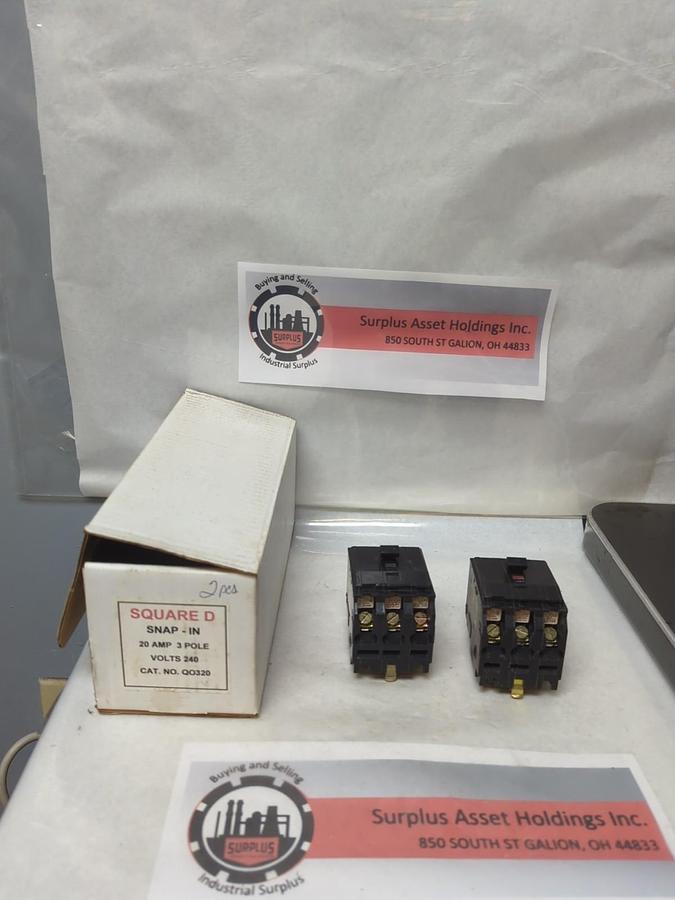 Buying and Selling
SURPLUS
Industrial Surplus
Surplus Asset Holdings Inc.
850 SOUTH ST GALION, OH 44833
2 pcs
SQUARE D
SNAP - IN
20 AMP 3 POLE
VOLTS 240
CAT. NO. QO320
Buying and Selling
SURPLUS
Industrial Surplus
Surplus Asset Holdings Inc.
850 SOUTH ST GALION, OH 44833